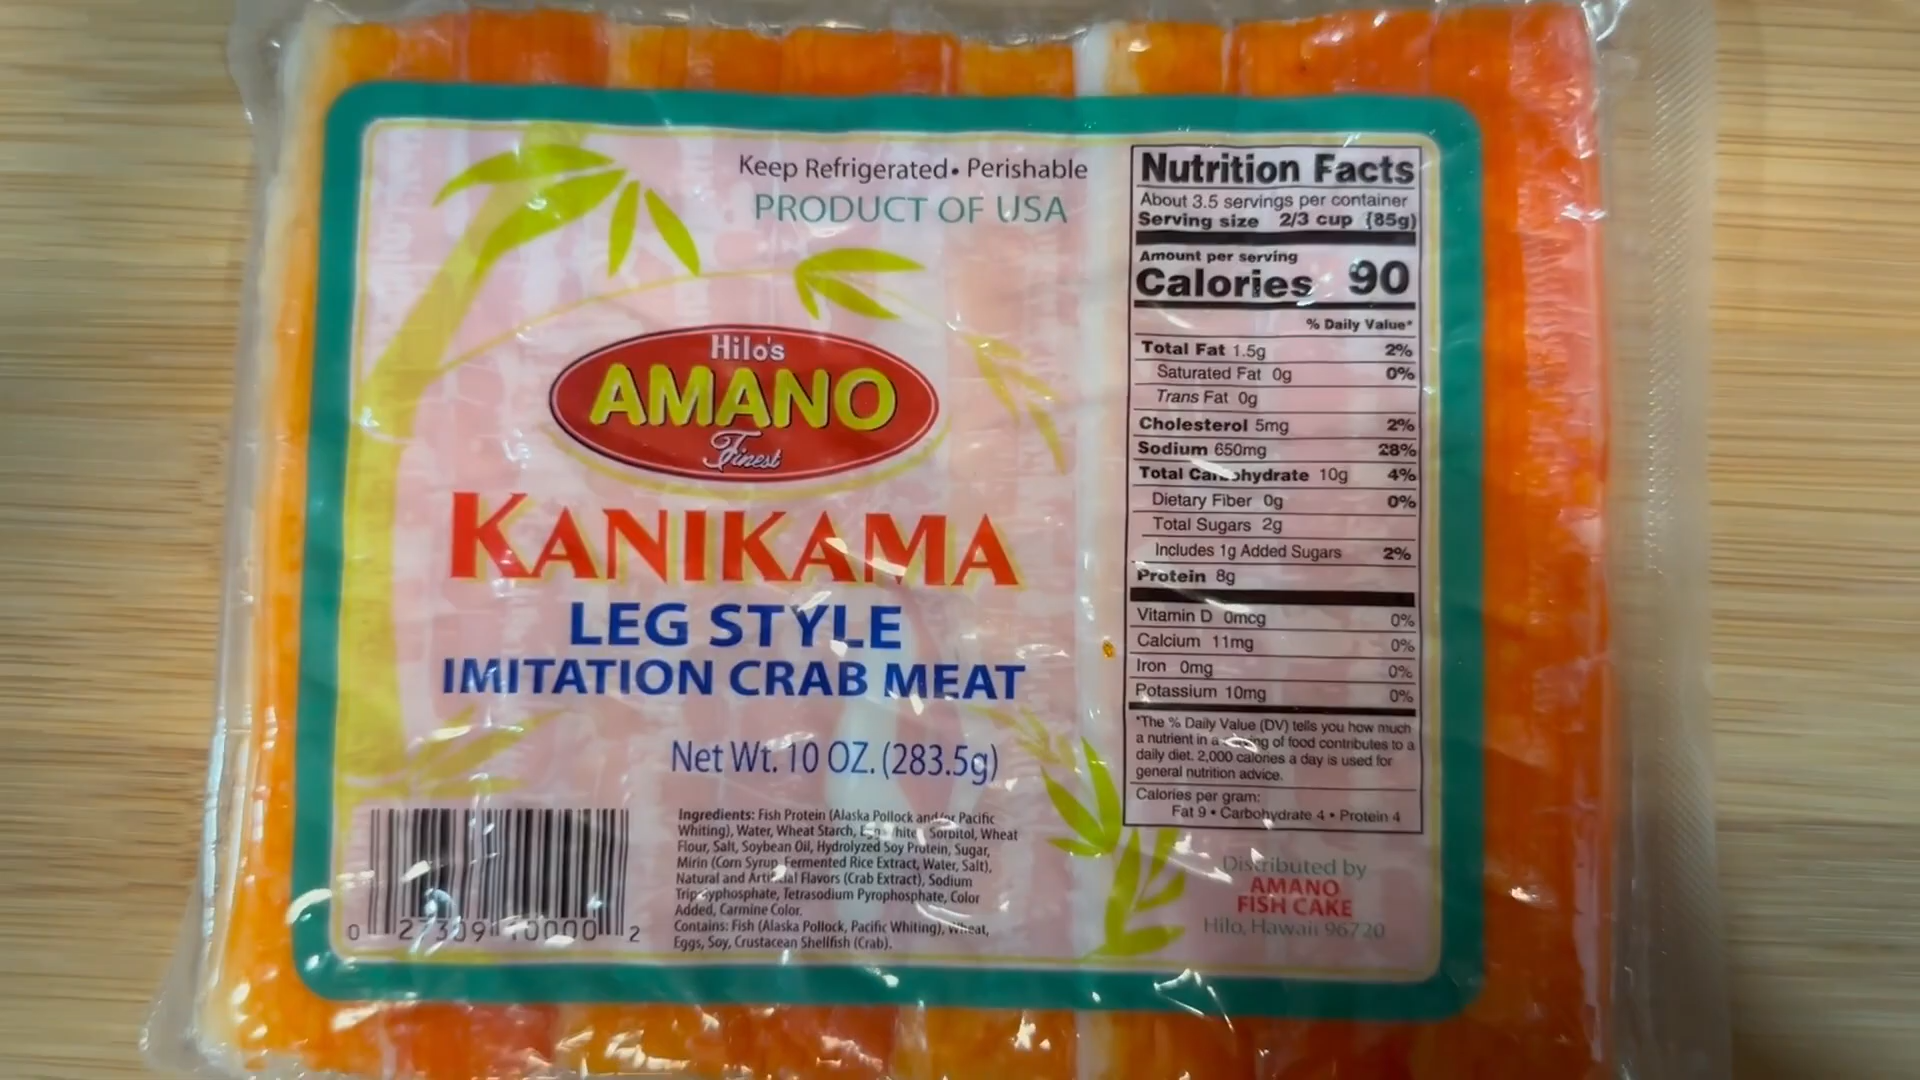 Keep Refrigerated • Perishable
PRODUCT OF USA
Hilo's
AMANO
Finest
KANIKAMA
LEG STYLE
IMITATION CRAB MEAT
Net Wt. 10 OZ. (283.5g)
Ingredients: Fish Protein (Alaska Pollock and/or Pacific
Whiting), Water, Wheat Starch, Sorbitol, Wheat
Flour, Salt, Soybean Oil, Hydrolyzed Soy Protein, Sugar,
Mirin (Corn Syrup, Fermented Rice Extract, Water, Salt),
Natural and Artificial Flavors (Crab Extract), Sodium
Tetrasodium Pyrophosphate, Color
Added, Carmine Color.
Contains: Fish (Alaska Pollock, Pacific Whiting), Wheat,
Eggs, Soy, Crustacean Shellfish (Crab).
0 27309 10000 2
Nutrition Facts
About 3.5 servings per container
Serving size 2/3 cup (85g)
Amount per serving
Calories 90
% Daily Value*
Total Fat 1.5g 2%
Saturated Fat 0g 0%
Trans Fat 0g
Cholesterol 5mg 2%
Sodium 650mg 28%
Total Carbohydrate 10g 4%
Dietary Fiber 0g 0%
Total Sugars 2g
Includes 1g Added Sugars 2%
Protein 8g
Vitamin D 0mcg 0%
Calcium 11mg 0%
Iron 0mg 0%
Potassium 10mg 0%
*The % Daily Value (DV) tells you how much
a nutrient in a serving of food contributes to a
daily diet. 2,000 calories a day is used for
general nutrition advice.
Calories per gram:
Fat 9 • Carbohydrate 4 • Protein 4
Distributed by
AMANO
FISH CAKE
Hilo, Hawaii 96720